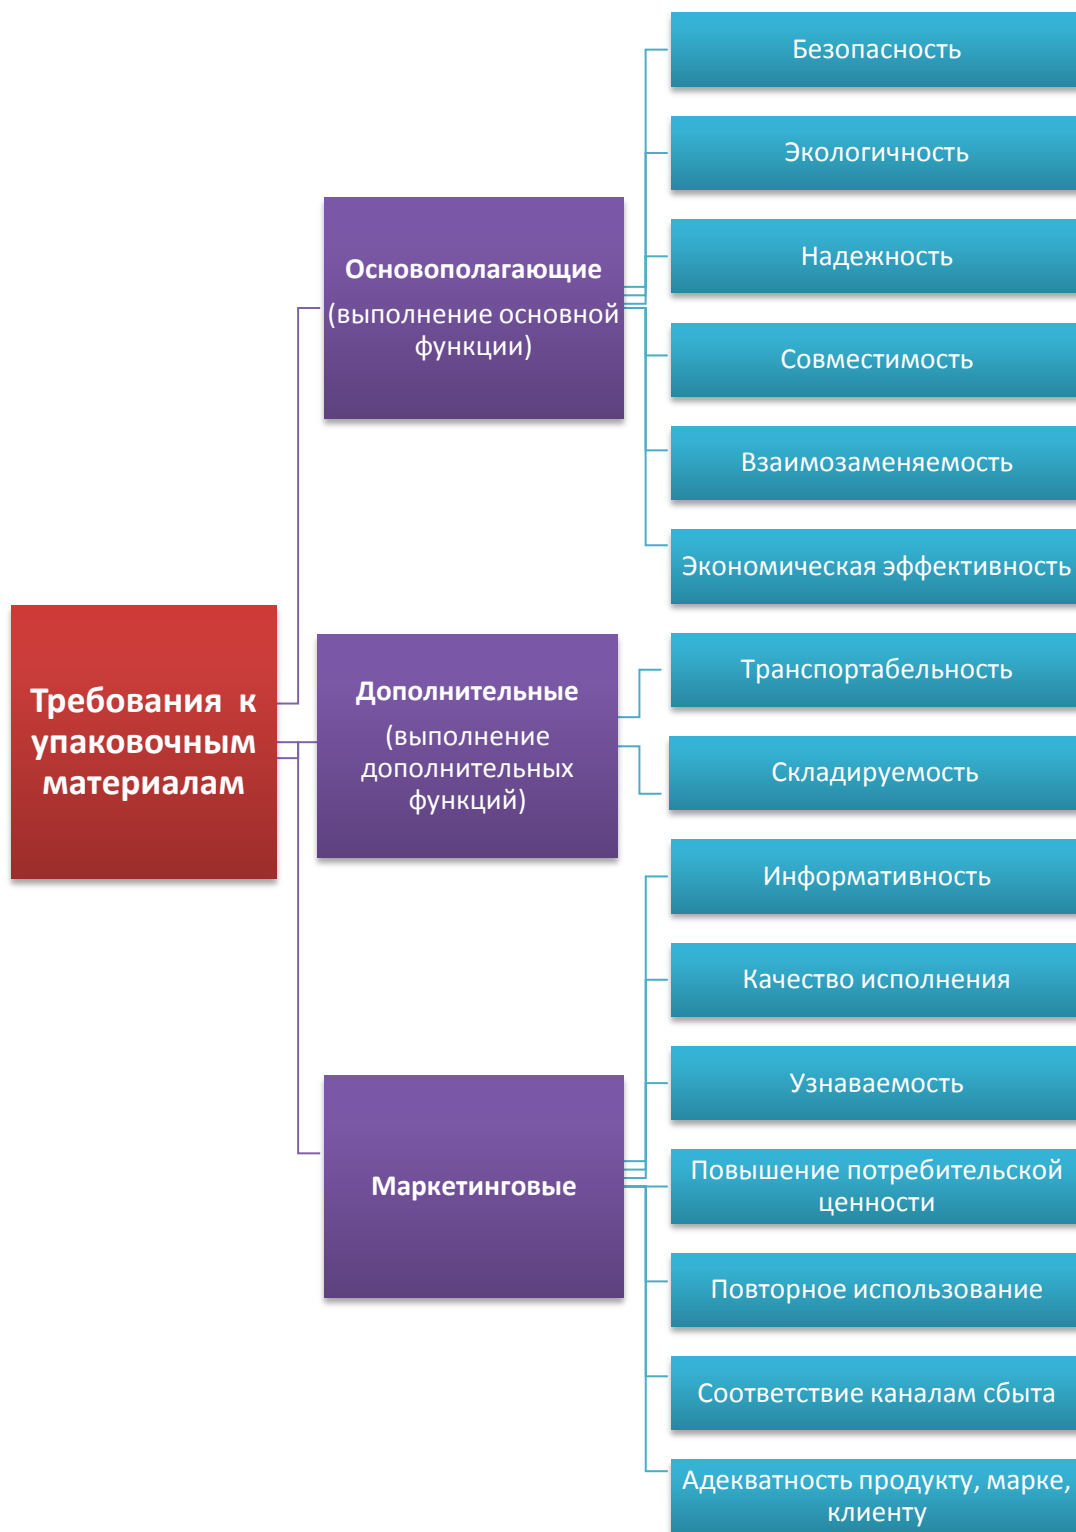 Требования к
упаковочным
материалам
Основополагающие
(выполнение основной
функции)
Безопасность
Экологичность
Надежность
Совместимость
Взаимозаменяемость
Экономическая эффективность
Дополнительные
(выполнение
дополнительных
функций)
Транспортабельность
Складируемость
Маркетинговые
Информативность
Качество исполнения
Узнаваемость
Повышение потребительской
ценности
Повторное использование
Соответствие каналам сбыта
Адекватность продукту, марке,
клиенту